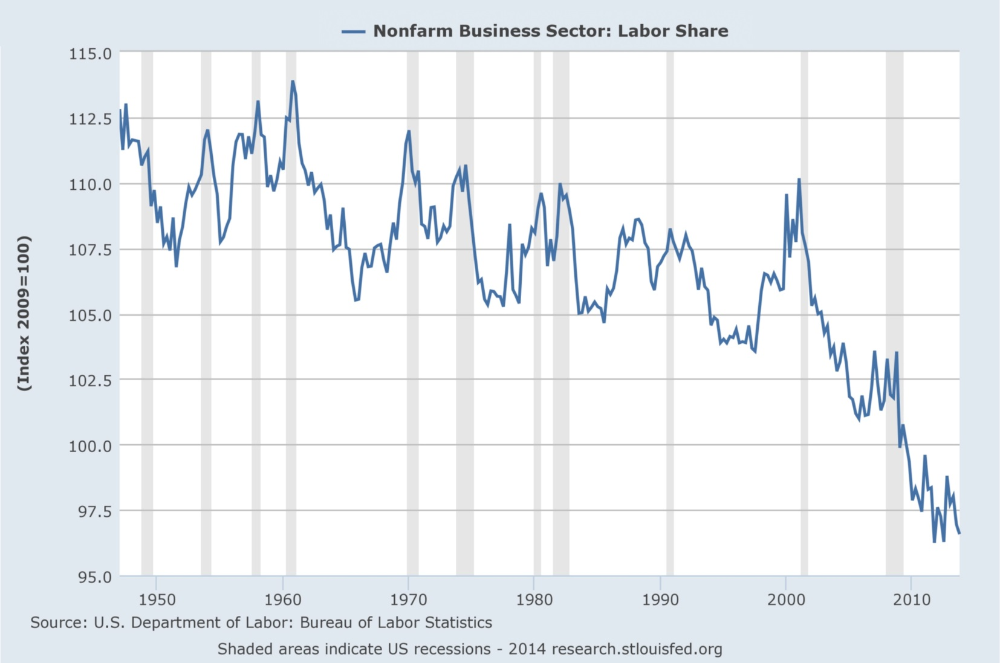 Nonfarm Business Sector: Labor Share
115.0
112.5
110.0
107.5
105.0
102.5
100.0
97.5
95.0
(Index 2009=100)
1950 1960 1970 1980 1990 2000 2010
Source: U.S. Department of Labor: Bureau of Labor Statistics
Shaded areas indicate US recessions - 2014 research.stlouisfed.org